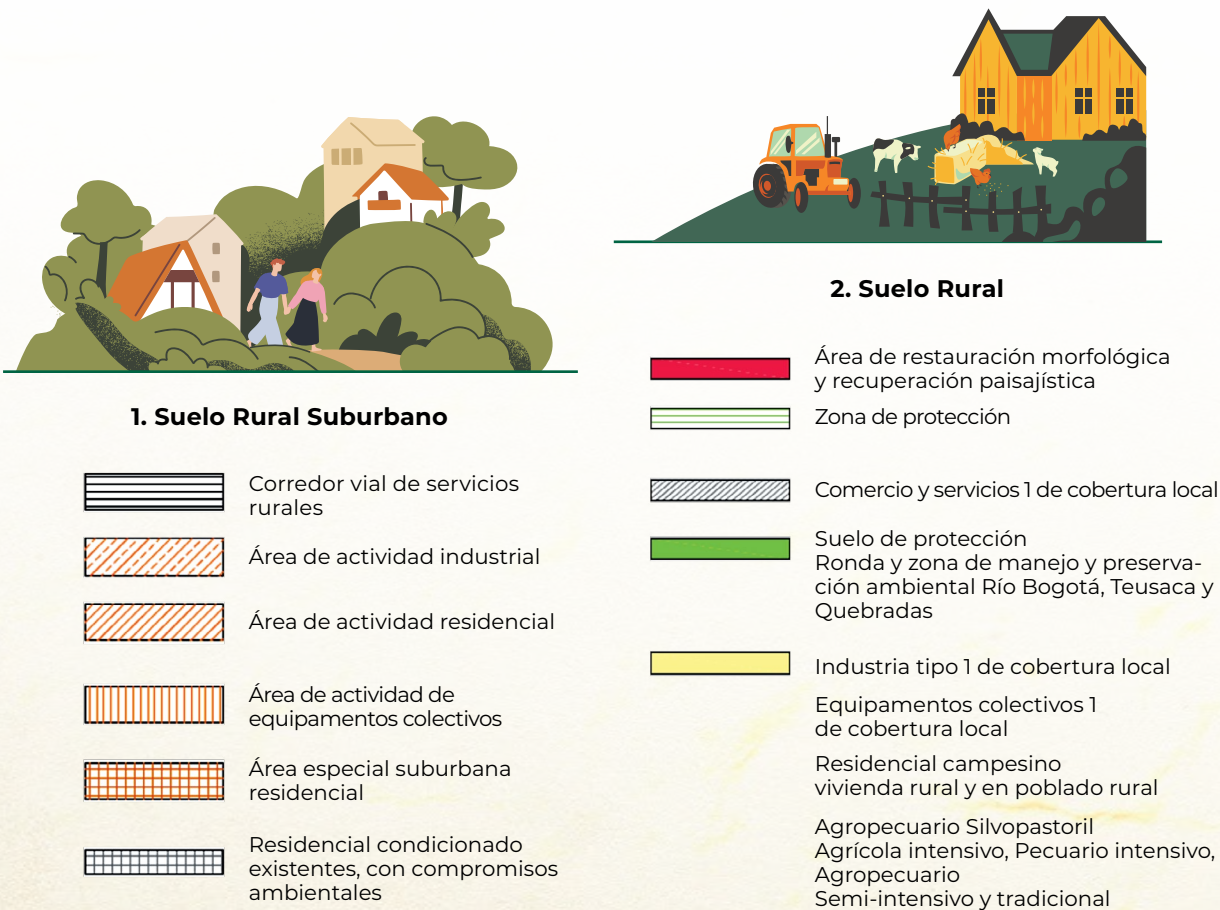 1. Suelo Rural Suburbano
Corredor vial de servicios
rurales
Área de actividad industrial
Área de actividad residencial
Área de actividad de
equipamentos colectivos
Área especial suburbana
residencial
Residencial condicionado
existentes, con compromisos
ambientales
2. Suelo Rural
Área de restauración morfológica
y recuperación paisajística
Zona de protección
Comercio y servicios 1 de cobertura local
Suelo de protección
Ronda y zona de manejo y preserva-
ción ambiental Río Bogotá, Teusaca y
Quebradas
Industria tipo 1 de cobertura local
Equipamentos colectivos 1
de cobertura local
Residencial campesino
vivienda rural y en poblado rural
Agropecuario Silvopastoril
Agrícola intensivo, Pecuario intensivo,
Agropecuario
Semi-intensivo y tradicional